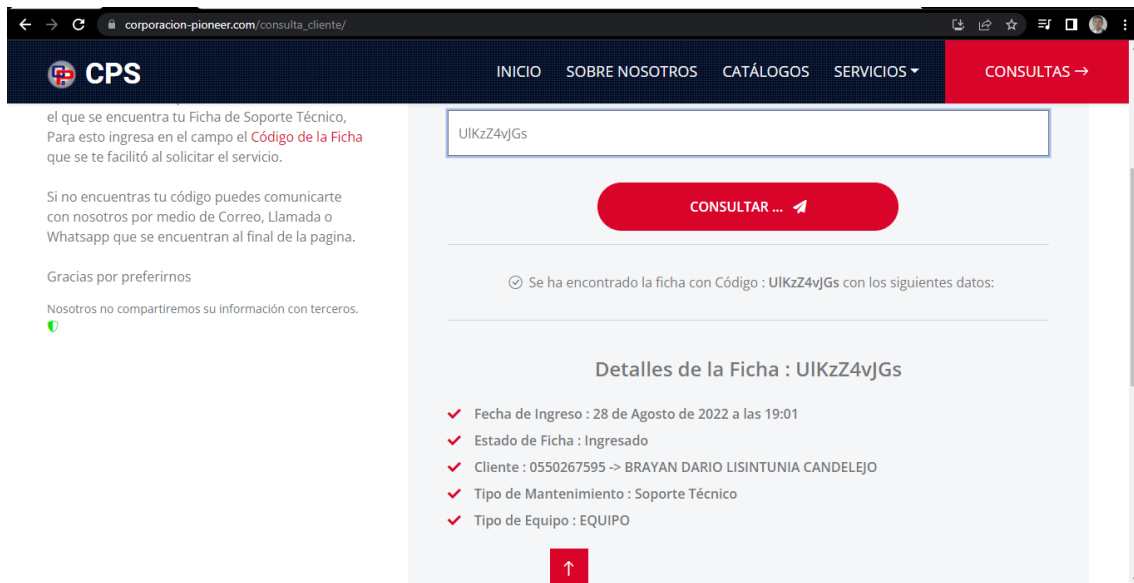 corporacion-pioneer.com/consulta_cliente/
CPS
INICIO SOBRE NOSOTROS CATÁLOGOS SERVICIOS CONSULTAS →
el que se encuentra tu Ficha de Soporte Técnico,
Para esto ingresa en el campo el Código de la Ficha
que se te facilitó al solicitar el servicio.
Si no encuentras tu código puedes comunicarte
con nosotros por medio de Correo, Llamada o
Whatsapp que se encuentran al final de la pagina.
Gracias por preferirnos
Nosotros no compartiremos su información con terceros.
UlKzZ4vJGs
CONSULTAR ...
Se ha encontrado la ficha con Código : UlKzZ4vJGs con los siguientes datos:
Detalles de la Ficha : UlKzZ4vJGs
Fecha de Ingreso : 28 de Agosto de 2022 a las 19:01
Estado de Ficha : Ingresado
Cliente : 0550267595 -> BRAYAN DARIO LISINTUNIA CANDELEJO
Tipo de Mantenimiento : Soporte Técnico
Tipo de Equipo : EQUIPO